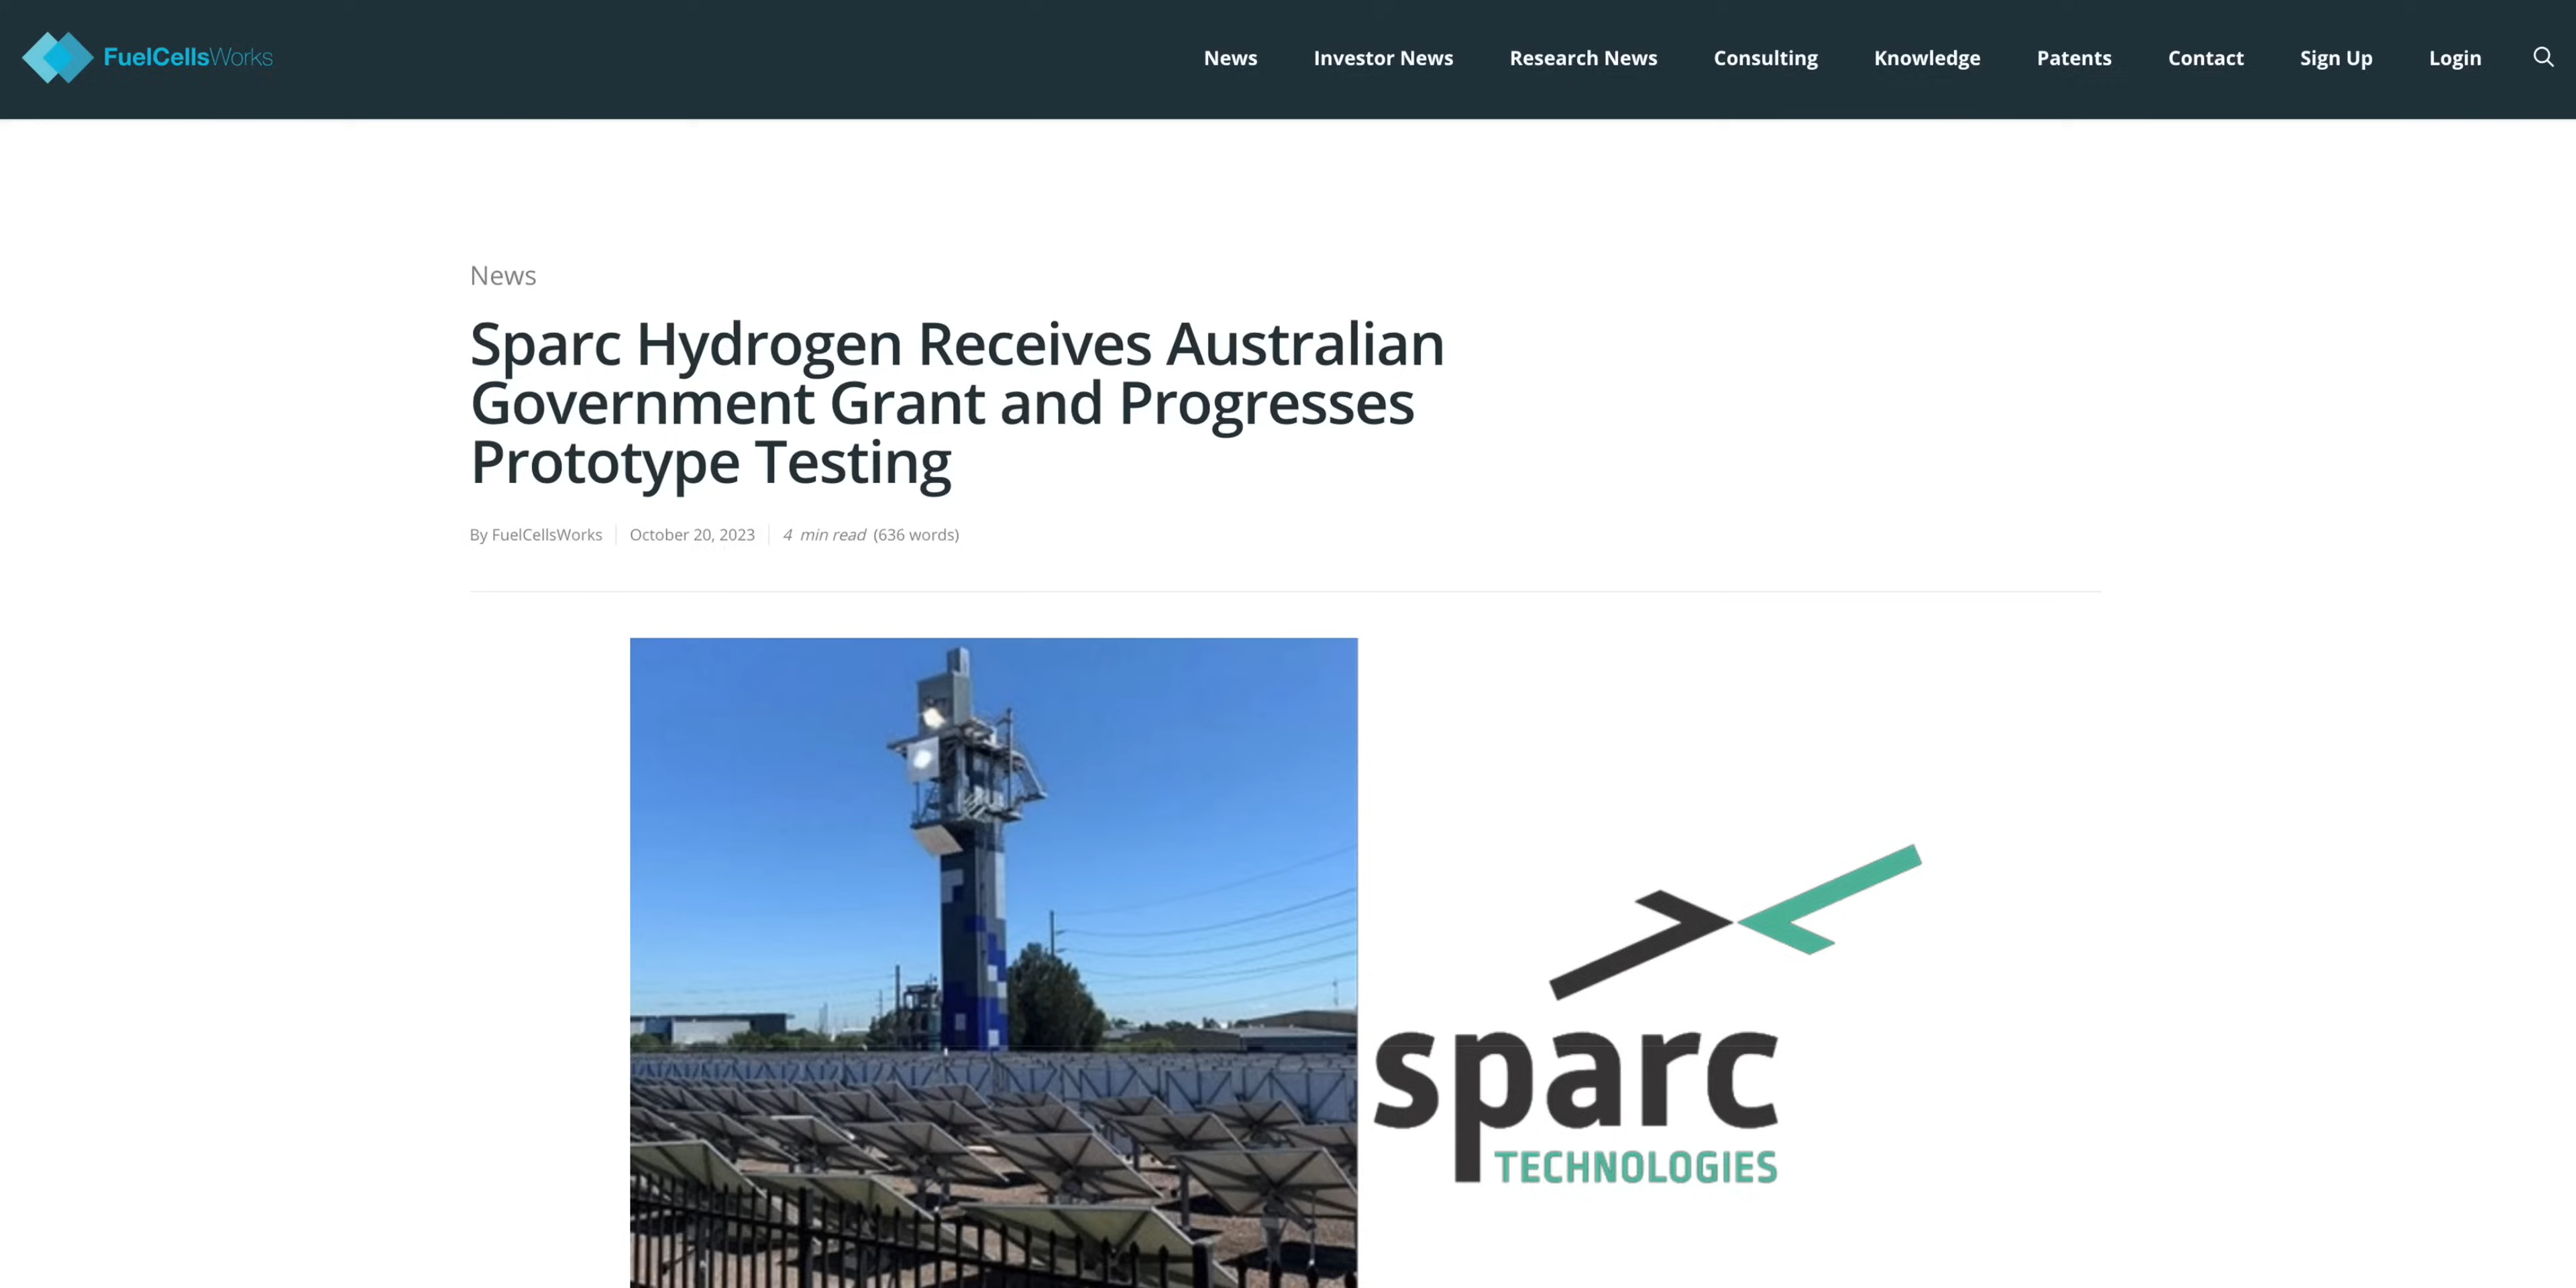 FuelCellsWorks
News
Investor News
Research News
Consulting
Knowledge
Patents
Contact
Sign Up
Login
News
Sparc Hydrogen Receives Australian
Government Grant and Progresses
Prototype Testing
By FuelCellsWorks
October 20, 2023
4 min read (636 words)
sparc
TECHNOLOGIES